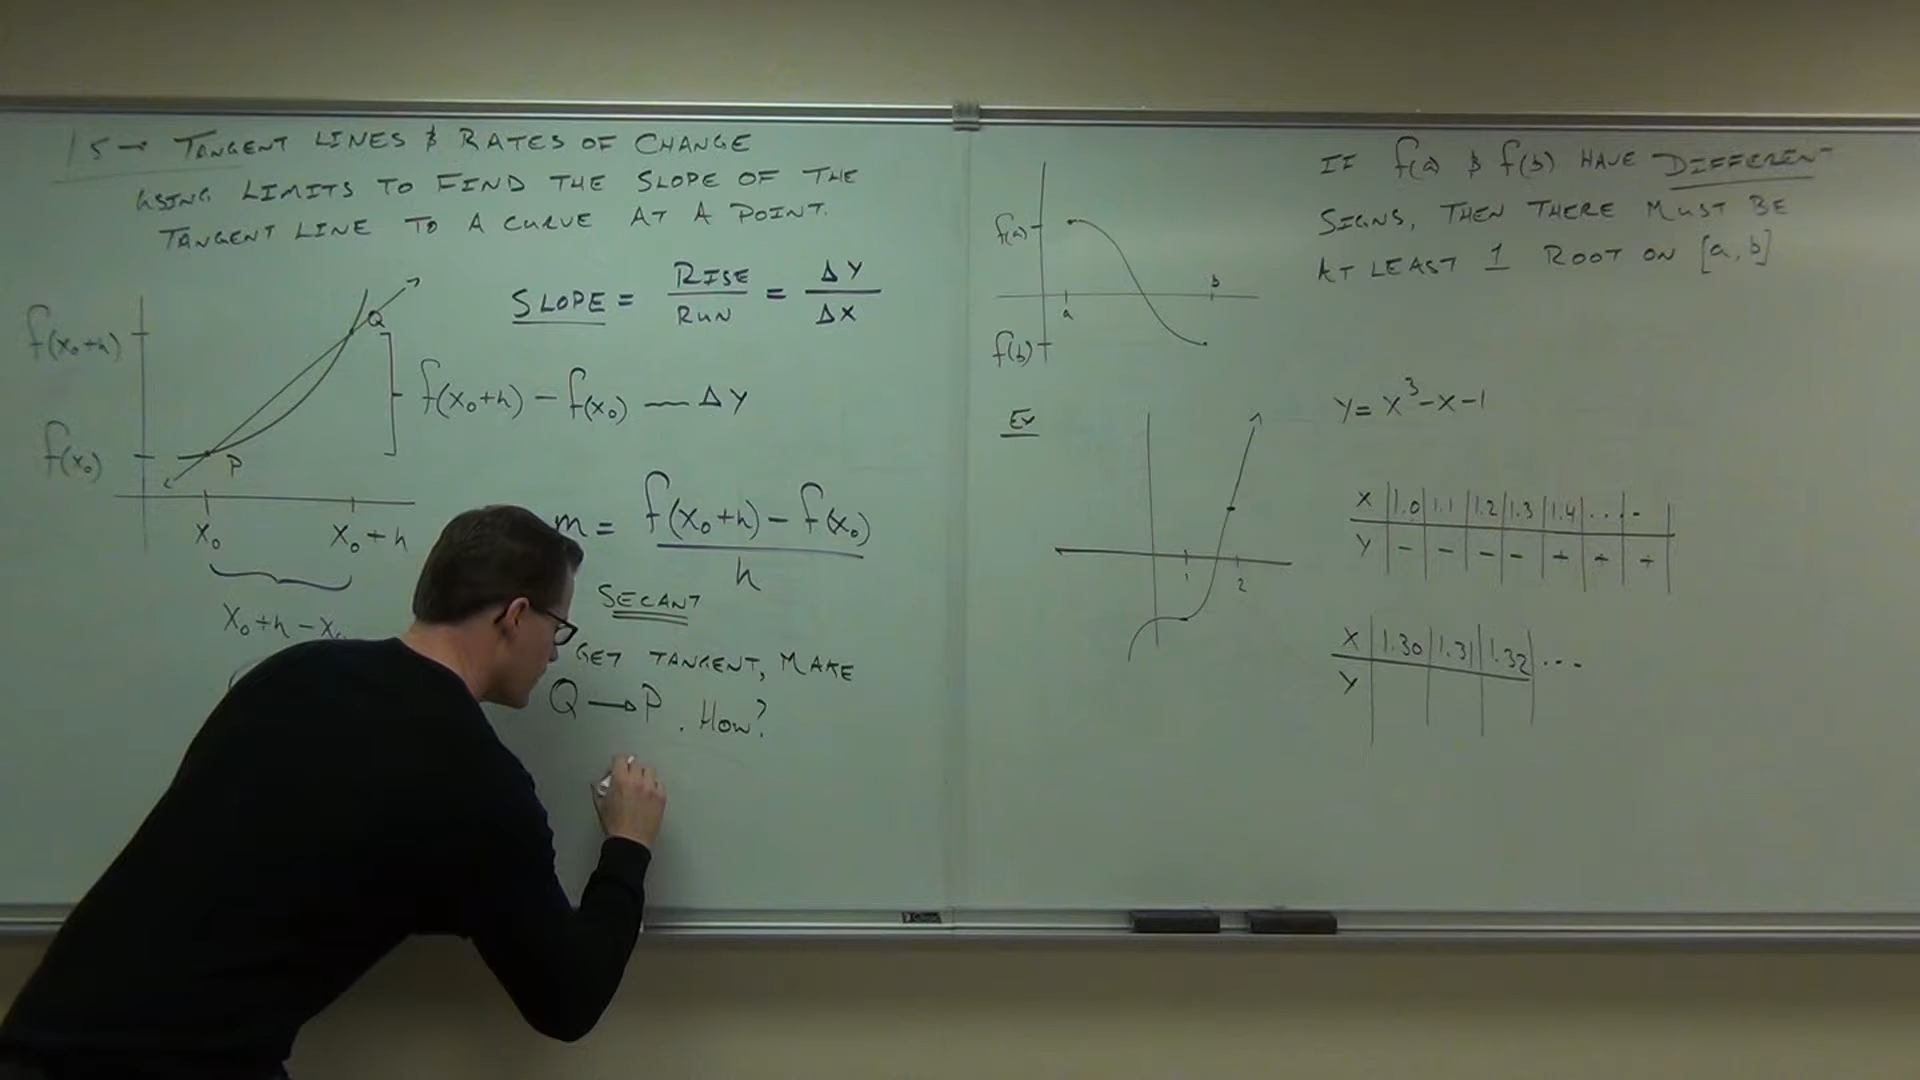 1.5 → TANGENT LINES & RATES OF CHANGE
USING LIMITS TO FIND THE SLOPE OF THE
TANGENT LINE TO A CURVE AT A POINT.
SLOPE = RISE/RUN = ΔY/ΔX
f(x₀+h)
Q
f(x₀+h) - f(x₀) — ΔY
f(x₀)
P
x₀
x₀+h
x₀+h - x₀
m = (f(x₀+h) - f(x₀))/h
SECANT
GET TANGENT, MAKE
Q → P. HOW?
f(a)
a
b
f(b)
IF f(a) & f(b) HAVE DIFFERENT
SIGNS, THEN THERE MUST BE
AT LEAST 1 ROOT ON [a, b]
EX
1
2
Y = X³-X-1
X 1.0 1.1 1.2 1.3 1.4 ...
Y - - - - + + +
X 1.30 1.31 1.32 ...
Y